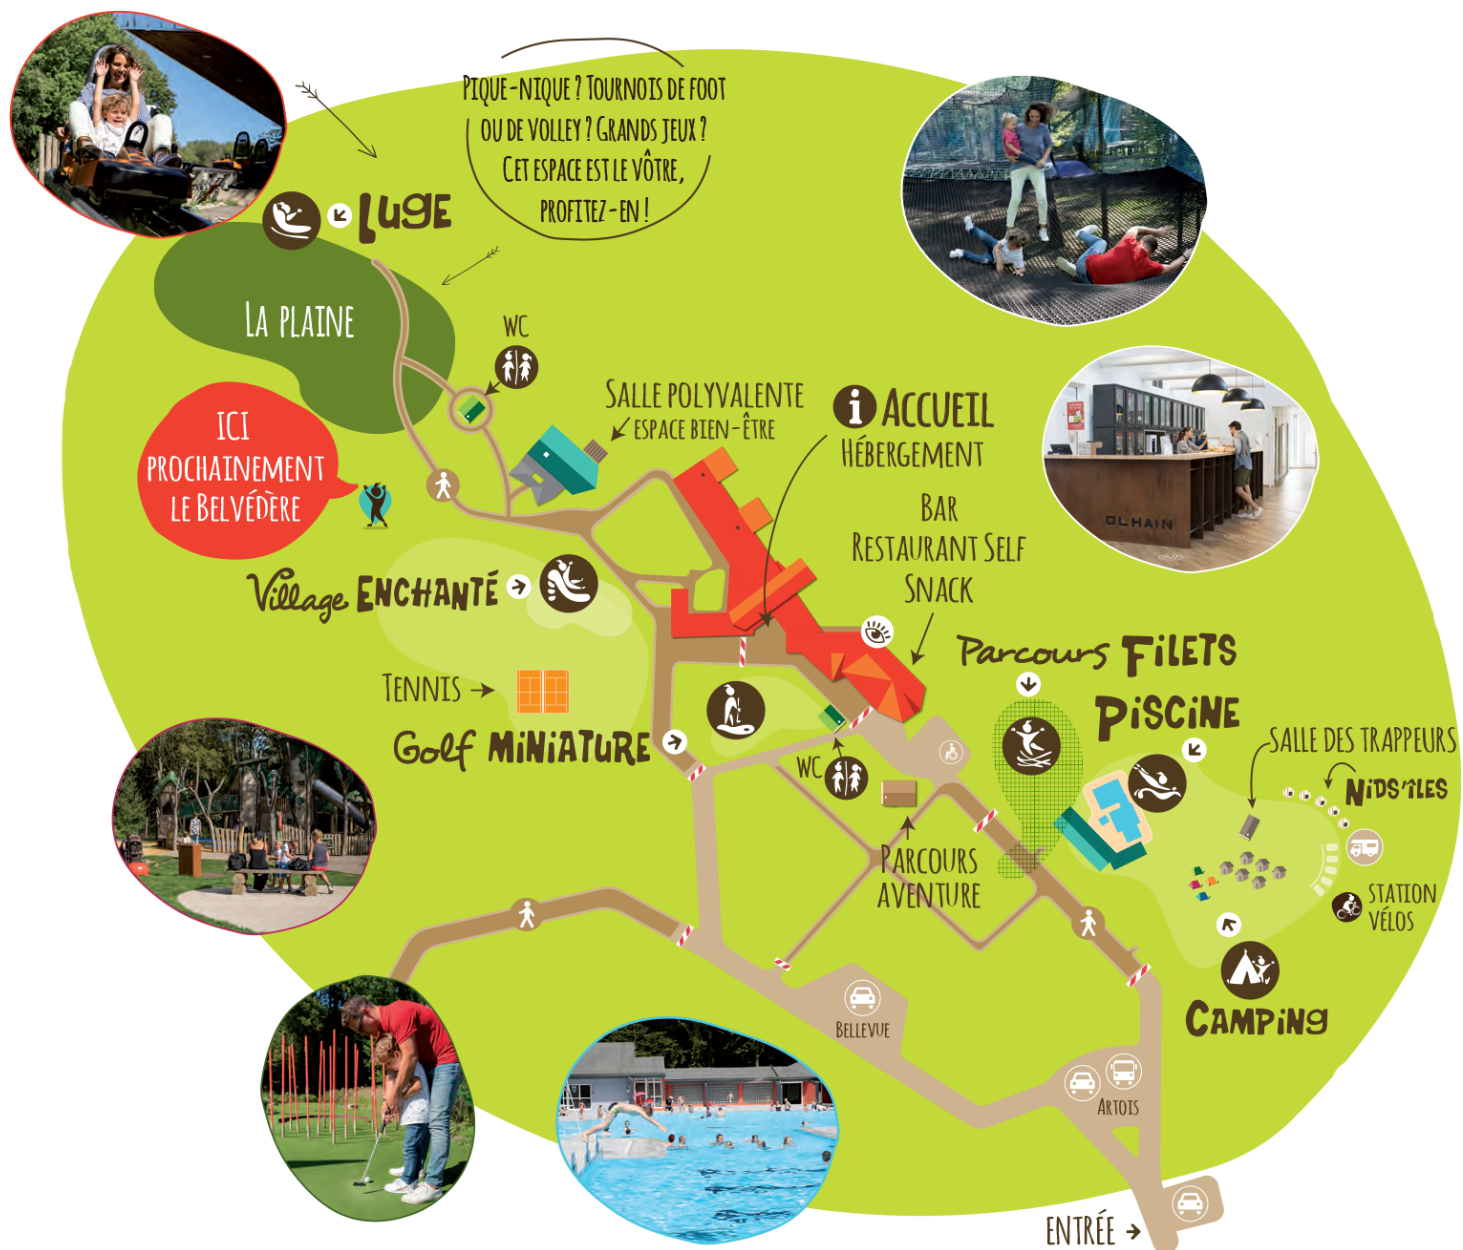 PIQUE-NIQUE ? TOURNOIS DE FOOT
OU DE VOLLEY ? GRANDS JEUX ?
CET ESPACE EST LE VÔTRE,
PROFITEZ-EN !
LUGE
LA PLAINE
WC
SALLE POLYVALENTE
ESPACE BIEN-ÊTRE
i ACCUEIL
HÉBERGEMENT
ICI
PROCHAINEMENT
LE BELVÉDÈRE
BAR
RESTAURANT SELF
SNACK
OLHAIN
Village ENCHANTÉ
Parcours FILETS
TENNIS
PISCINE
Golf MINIATURE
SALLE DES TRAPPEURS
WC
NIDS'ÎLES
PARCOURS
AVENTURE
STATION
VÉLOS
CAMPING
BELLEVUE
ARTOIS
ENTRÉE